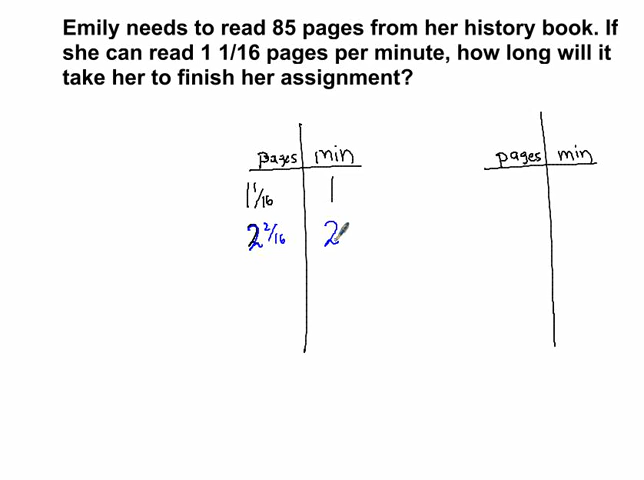 Emily needs to read 85 pages from her history book. If
she can read 1 1/16 pages per minute, how long will it
take her to finish her assignment?
pages min
1 1/16 1
2 2/16 2
pages min